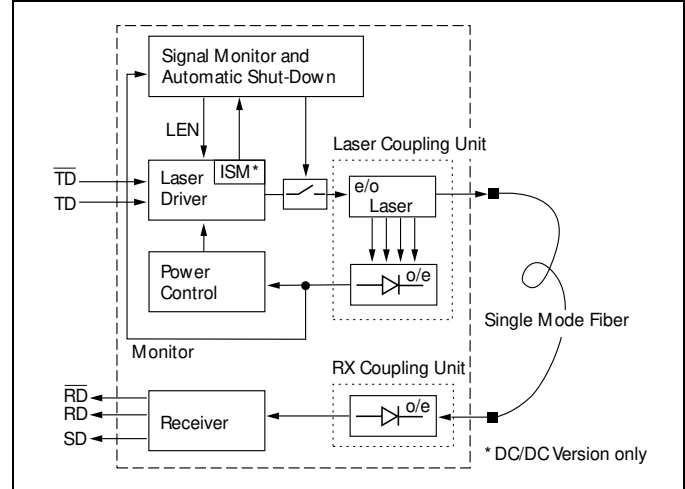 Signal Monitor and
Automatic Shut-Down
LEN
Laser Coupling Unit
TD
TD
Laser
Driver
ISM*
e/o
Laser
Power
Control
o/e
Monitor
Single Mode Fiber
RX Coupling Unit
RD
RD
SD
Receiver
o/e
* DC/DC Version only